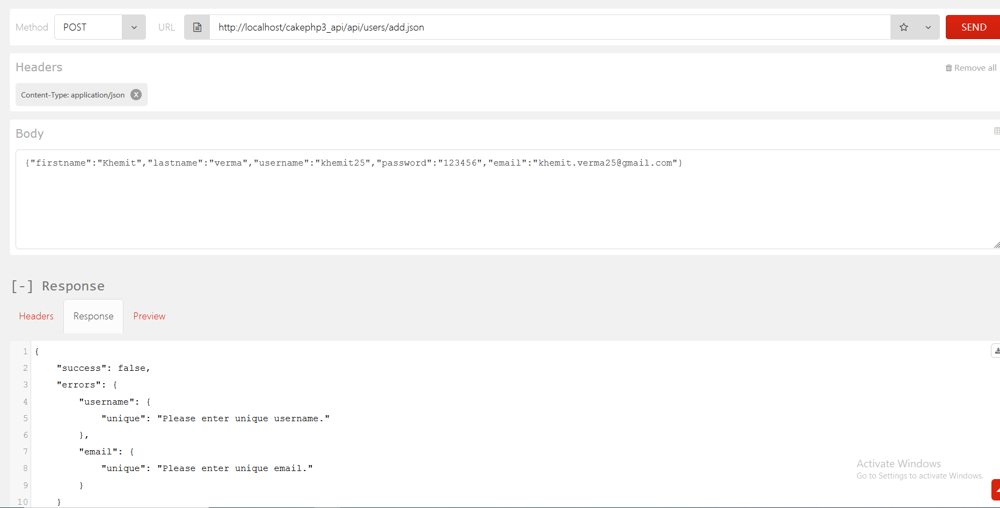 Method POST URL http://localhost/cakephp3_api/api/users/add.json SEND
Headers Remove all
Content-Type: application/json X
Body
{"firstname":"Khemit","lastname":"verma","username":"khemit25","password":"123456","email":"khemit.verma25@gmail.com"}
[-] Response
Headers Response Preview
1 {
2 "success": false,
3 "errors": {
4 "username": {
5 "unique": "Please enter unique username."
6 },
7 "email": {
8 "unique": "Please enter unique email."
9 }
10 }
Activate Windows
Go to Settings to activate Windows.